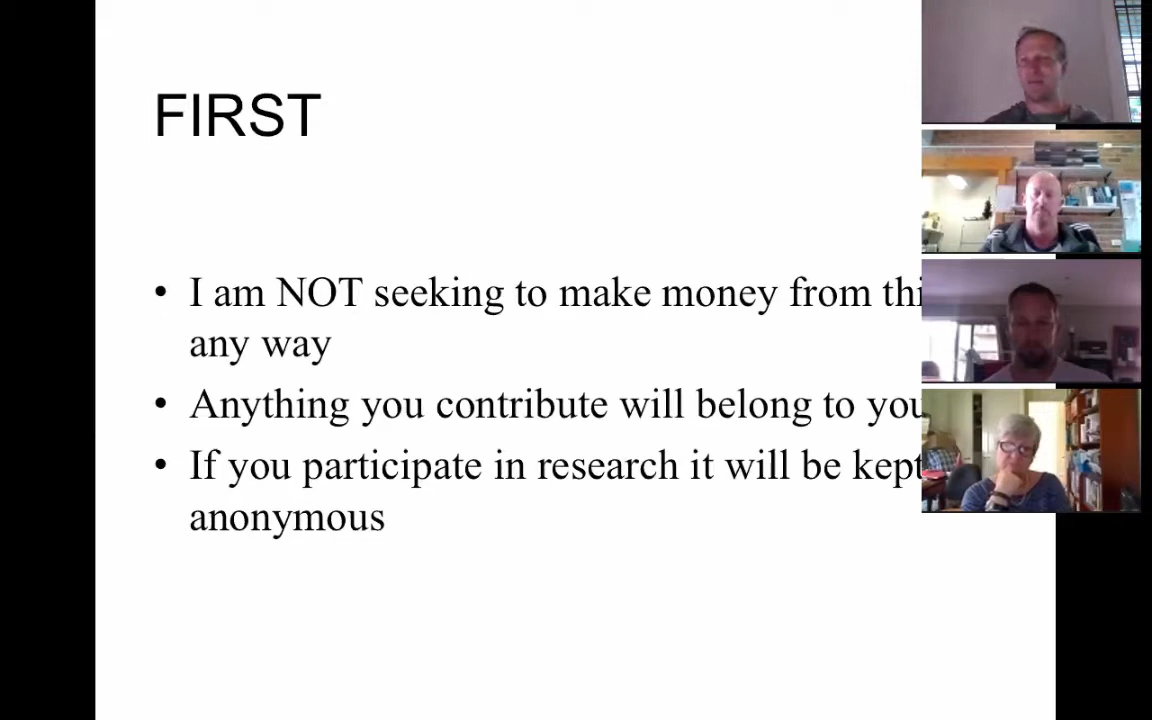 FIRST
• I am NOT seeking to make money from
any way
• Anything you contribute will belong to you
• If you participate in research it will be kept
anonymous